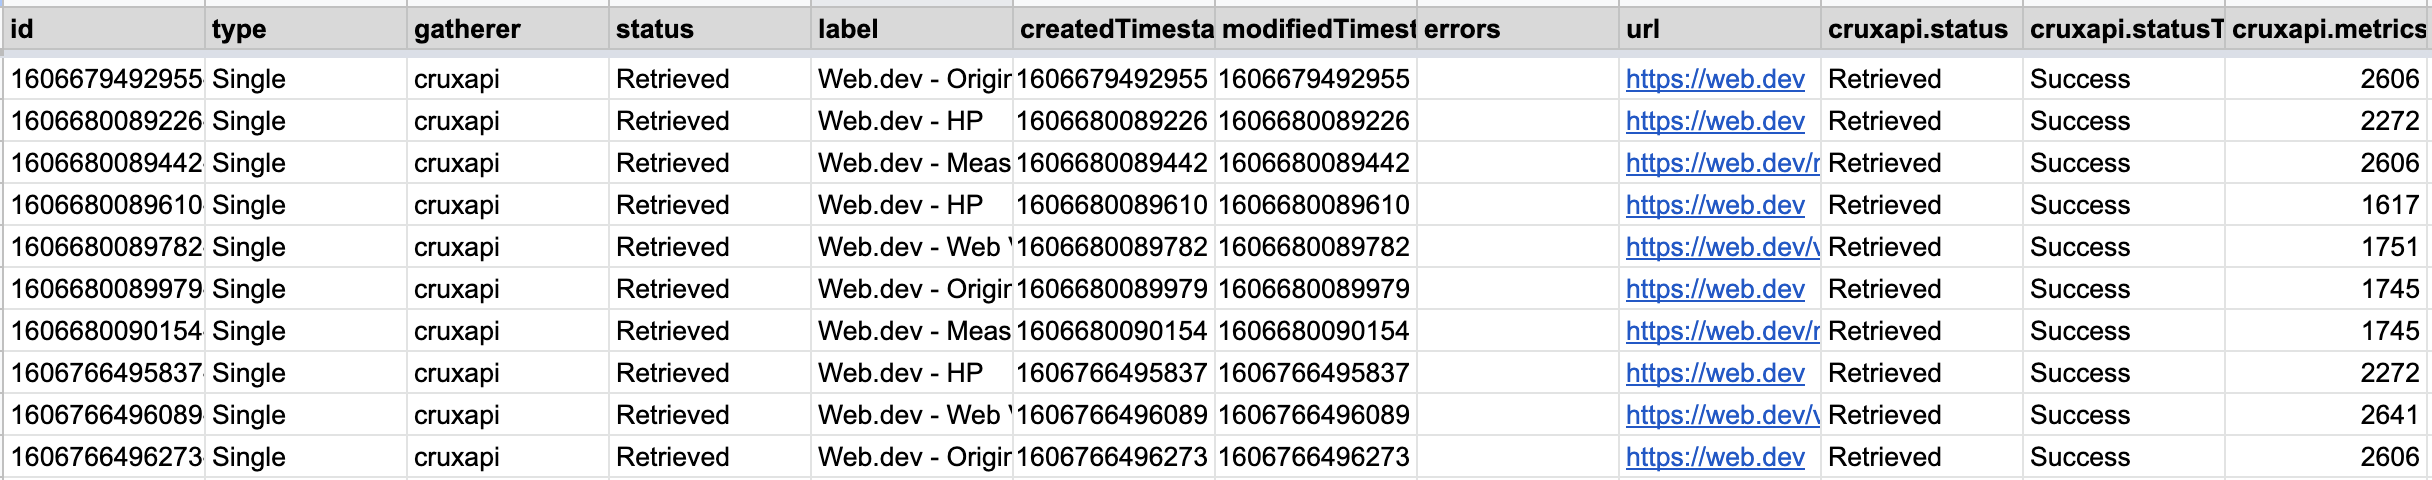 id type gatherer status label createdTimesta modifiedTimest errors url cruxapi.status cruxapi.statusT cruxapi.metrics
1606679492955 Single cruxapi Retrieved Web.dev - Origin 1606679492955 1606679492955 https://web.dev Retrieved Success 2606
1606680089226 Single cruxapi Retrieved Web.dev - HP 1606680089226 1606680089226 https://web.dev Retrieved Success 2272
1606680089442 Single cruxapi Retrieved Web.dev - Meas 1606680089442 1606680089442 https://web.dev/ Retrieved Success 2606
1606680089610 Single cruxapi Retrieved Web.dev - HP 1606680089610 1606680089610 https://web.dev Retrieved Success 1617
1606680089782 Single cruxapi Retrieved Web.dev - Web 1606680089782 1606680089782 https://web.dev/ Retrieved Success 1751
1606680089979 Single cruxapi Retrieved Web.dev - Origin 1606680089979 1606680089979 https://web.dev Retrieved Success 1745
1606680090154 Single cruxapi Retrieved Web.dev - Meas 1606680090154 1606680090154 https://web.dev/ Retrieved Success 1745
1606766495837 Single cruxapi Retrieved Web.dev - HP 1606766495837 1606766495837 https://web.dev Retrieved Success 2272
1606766496089 Single cruxapi Retrieved Web.dev - Web 1606766496089 1606766496089 https://web.dev/ Retrieved Success 2641
1606766496273 Single cruxapi Retrieved Web.dev - Origin 1606766496273 1606766496273 https://web.dev Retrieved Success 2606